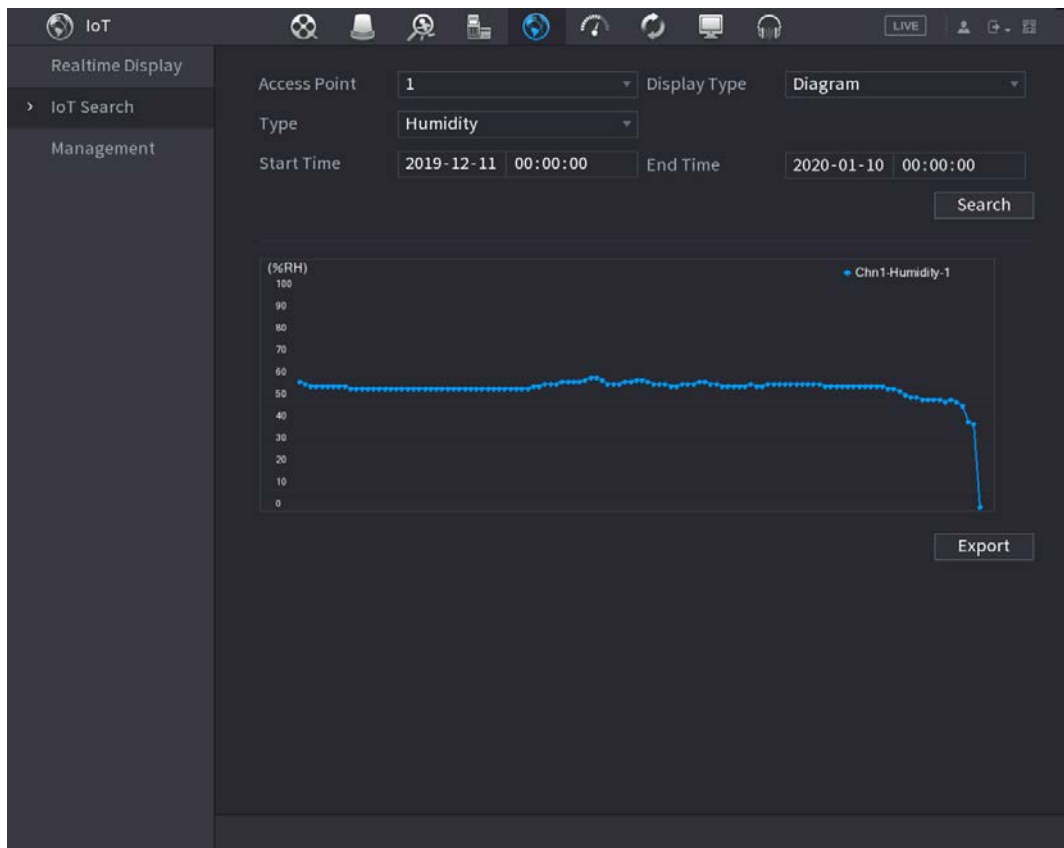 IoT
LIVE
Realtime Display
IoT Search
Management
Access Point 1 Display Type Diagram
Type Humidity
Start Time 2019-12-11 00:00:00 End Time 2020-01-10 00:00:00
Search
(%RH)
Chn1-Humidity-1
100
90
80
70
60
50
40
30
20
10
0
Export